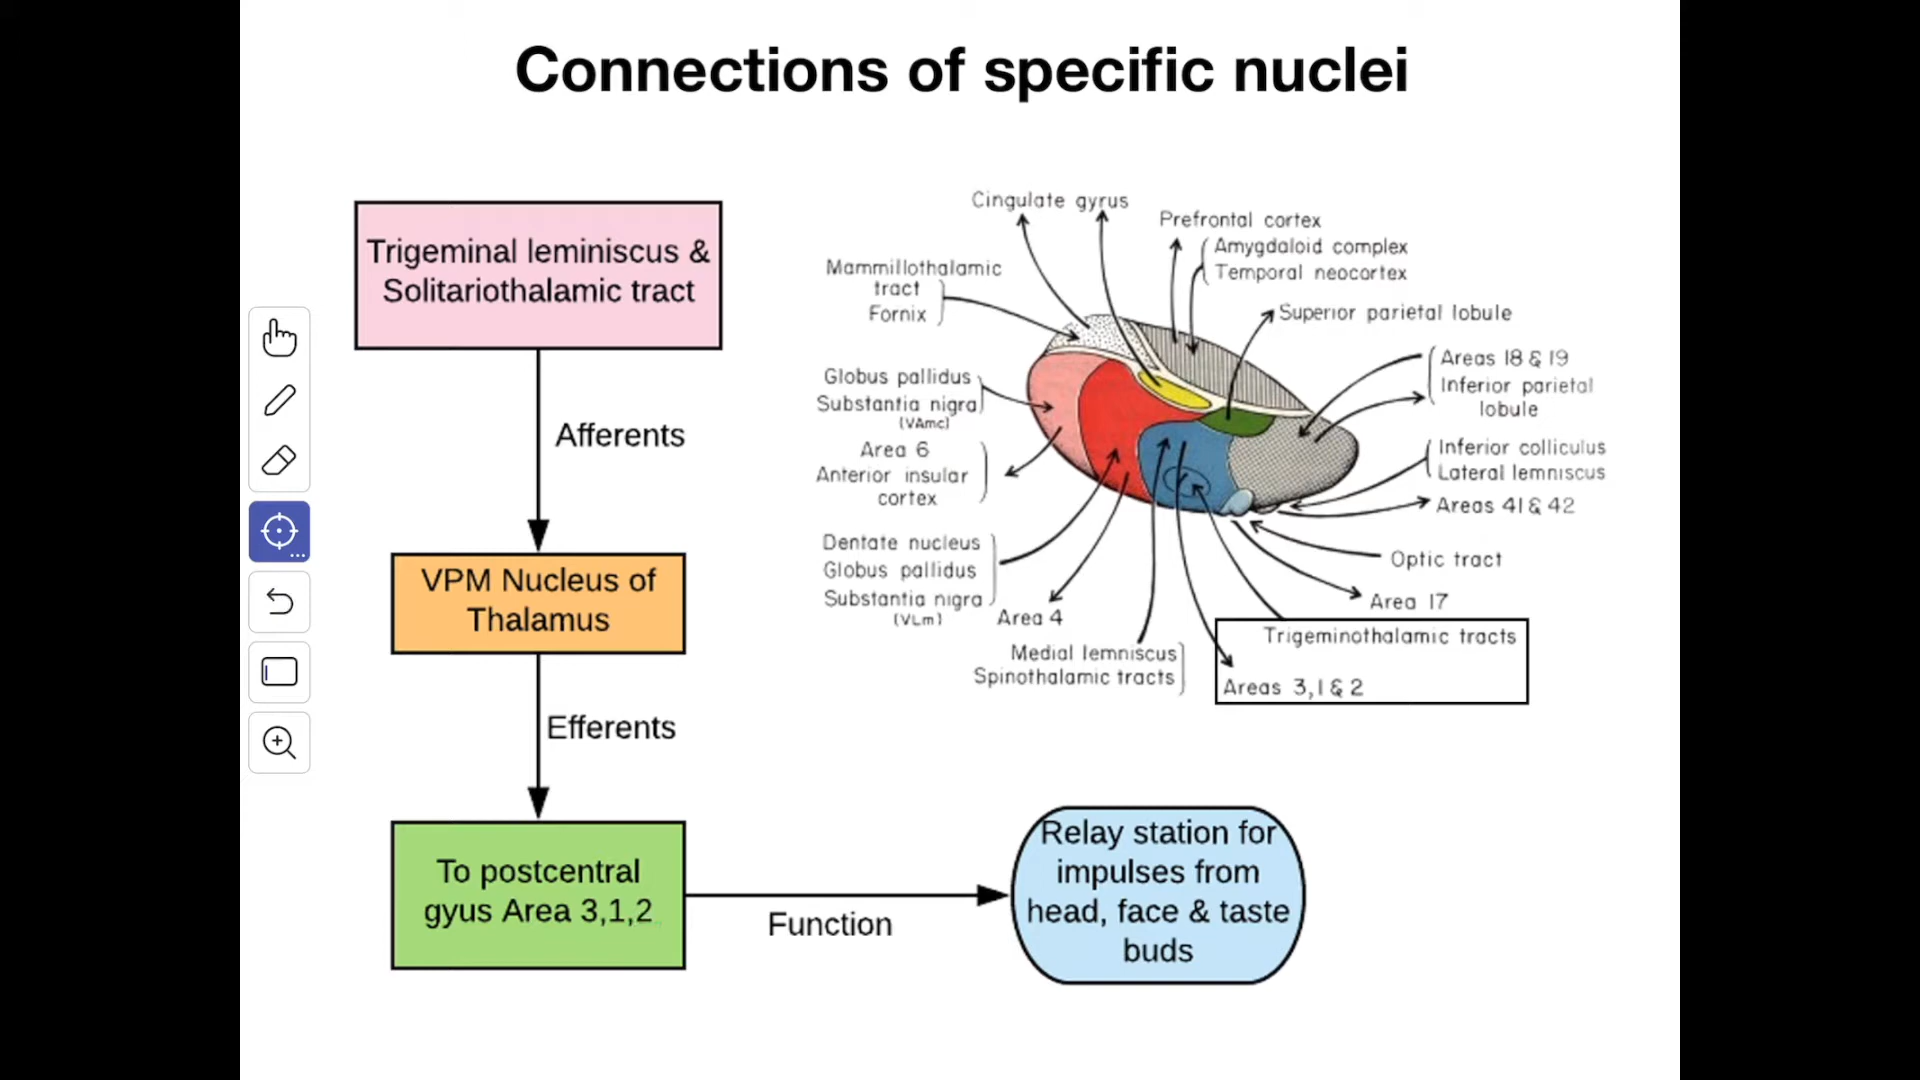 Connections of specific nuclei
Trigeminal leminiscus &
Solitariothalamic tract
Afferents
VPM Nucleus of
Thalamus
Efferents
To postcentral
gyus Area 3,1,2
Function
Relay station for
impulses from
head, face & taste
buds
Cingulate gyrus
Prefrontal cortex
Amygdaloid complex
Temporal neocortex
Mammillothalamic
tract
Fornix
Superior parietal lobule
Areas 18 & 19
Inferior parietal
lobule
Globus pallidus
Substantia nigra
(VAmc)
Area 6
Anterior insular
cortex
Inferior colliculus
Lateral lemniscus
Areas 41 & 42
Dentate nucleus
Globus pallidus
Substantia nigra
(VLm)
Area 4
Optic tract
Area 17
Medial lemniscus
Spinothalamic tracts
Trigeminothalamic tracts
Areas 3,1 & 2